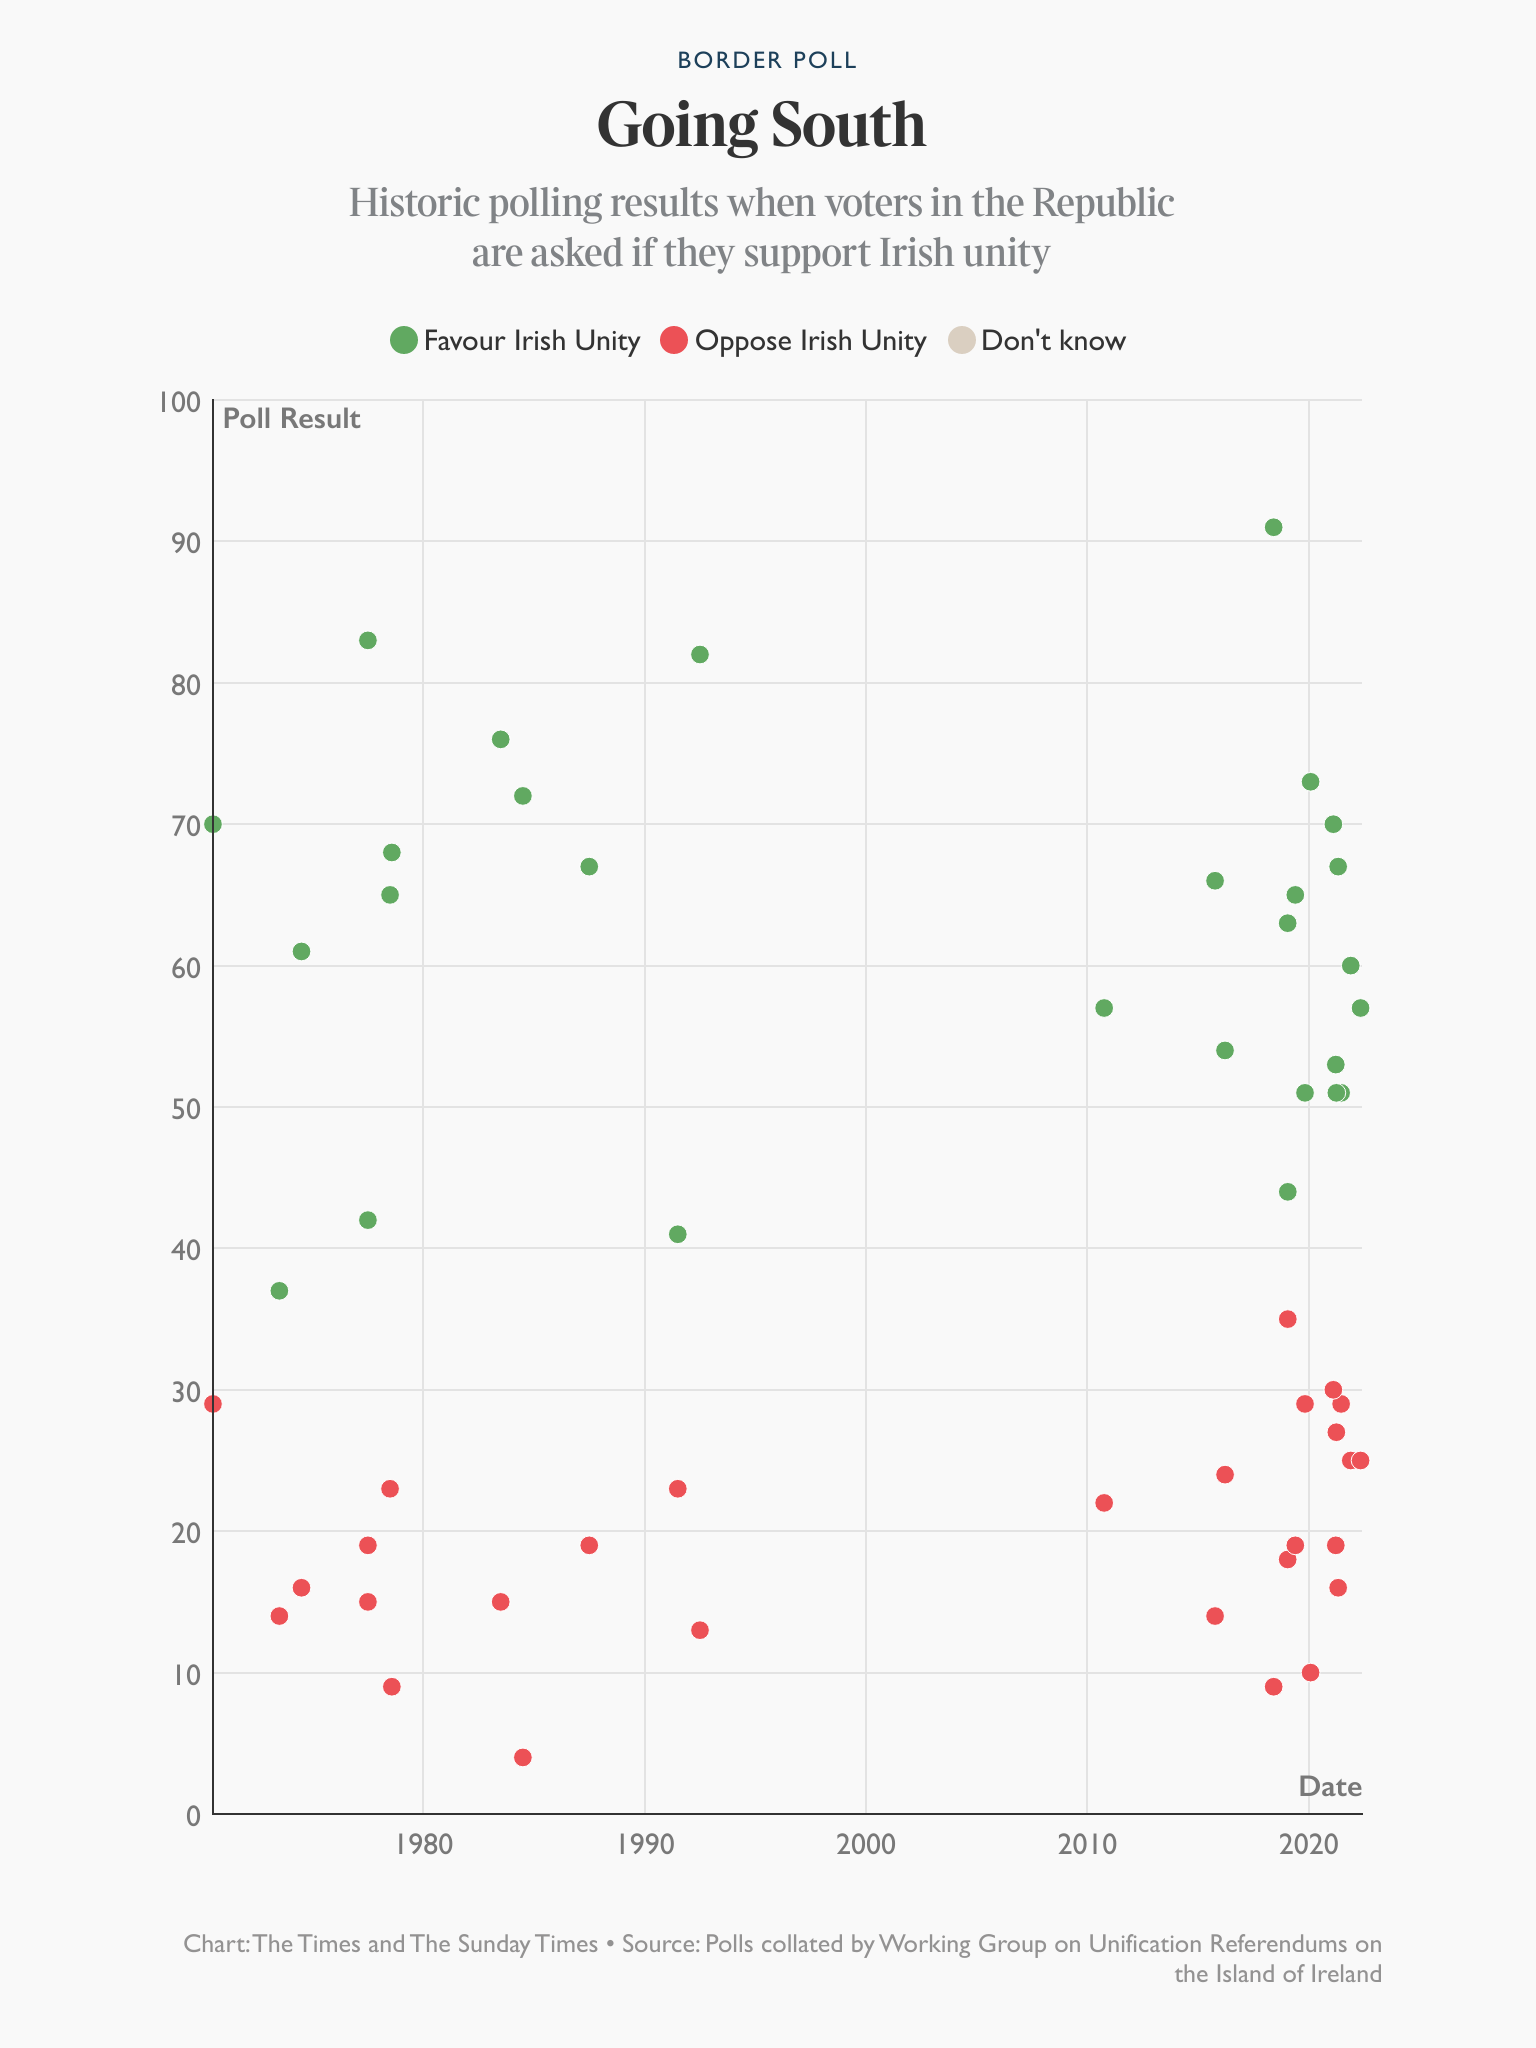 BORDER POLL
Going South
Historic polling results when voters in the Republic
are asked if they support Irish unity
Favour Irish Unity Oppose Irish Unity Don't know
100
Poll Result
90
80
70
60
50
40
30
20
10
Date
0
1980 1990 2000 2010 2020
Chart: The Times and The Sunday Times • Source: Polls collated by Working Group on Unification Referendums on
the Island of Ireland